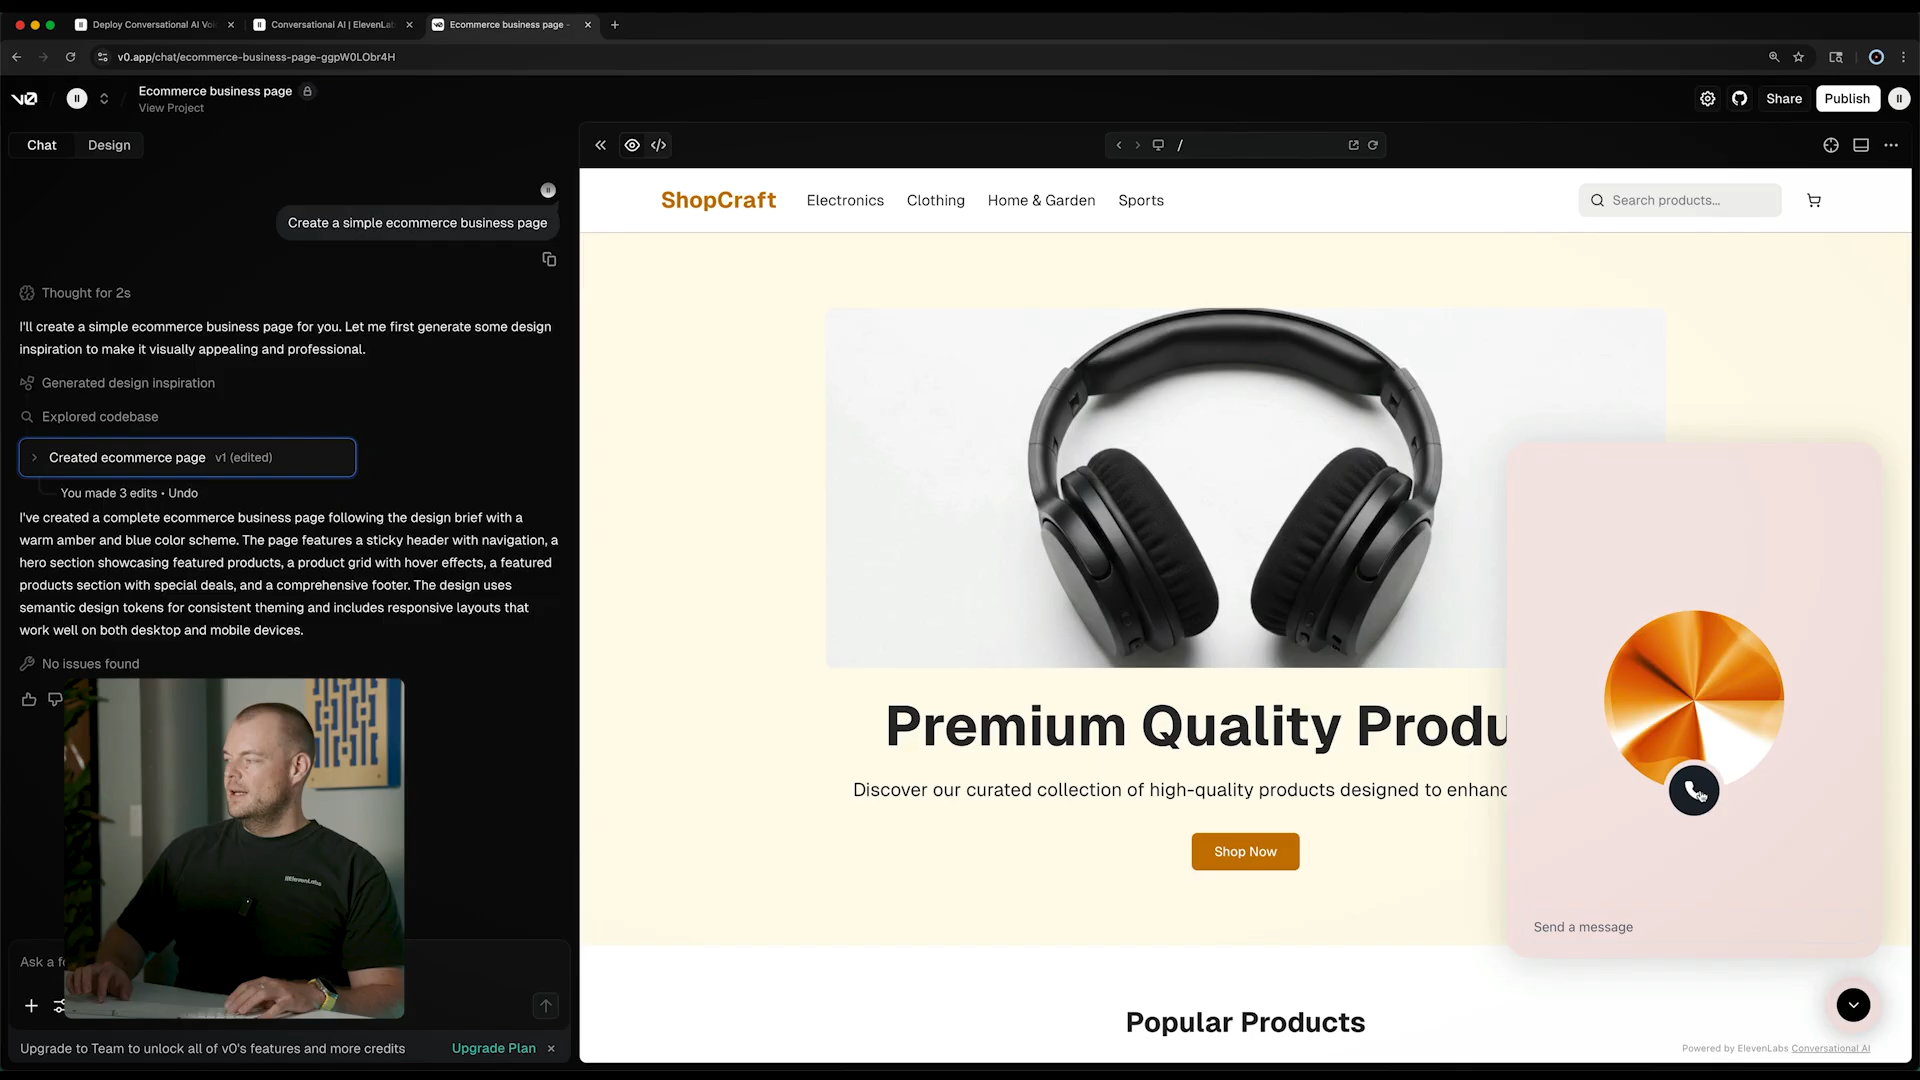 Deploy Conversational AI Voi
Conversational AI | ElevenLab
Ecommerce business page -
v0.app/chat/ecommerce-business-page-ggpW0LObr4H
v0
Ecommerce business page
View Project
Share
Publish
Chat
Design
/
Create a simple ecommerce business page
Thought for 2s
I'll create a simple ecommerce business page for you. Let me first generate some design
inspiration to make it visually appealing and professional.
Generated design inspiration
Explored codebase
Created ecommerce page v1 (edited)
You made 3 edits • Undo
I've created a complete ecommerce business page following the design brief with a
warm amber and blue color scheme. The page features a sticky header with navigation, a
hero section showcasing featured products, a product grid with hover effects, a featured
products section with special deals, and a comprehensive footer. The design uses
semantic design tokens for consistent theming and includes responsive layouts that
work well on both desktop and mobile devices.
No issues found
IIElevenLabs
Ask a fo
Upgrade to Team to unlock all of v0's features and more credits
Upgrade Plan
ShopCraft
Electronics
Clothing
Home & Garden
Sports
Search products...
Premium Quality Produ
Discover our curated collection of high-quality products designed to enhanc
Shop Now
Send a message
Popular Products
Powered by ElevenLabs Conversational AI